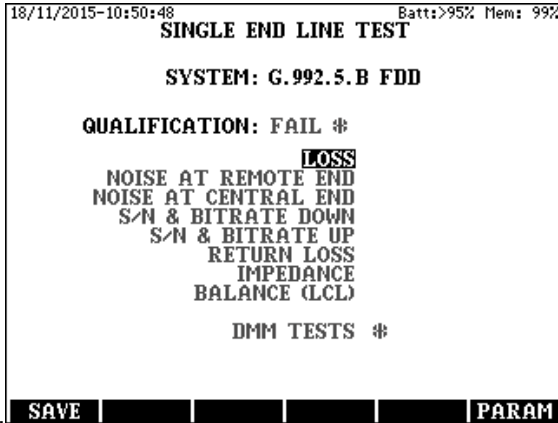 18/11/2015-10:50:48 Batt:>95% Mem: 99%
SINGLE END LINE TEST
SYSTEM: G.992.5.B FDD
QUALIFICATION: FAIL *
LOSS
NOISE AT REMOTE END
NOISE AT CENTRAL END
S/N & BITRATE DOWN
S/N & BITRATE UP
RETURN LOSS
IMPEDANCE
BALANCE (LCL)
DMM TESTS *
SAVE PARAM